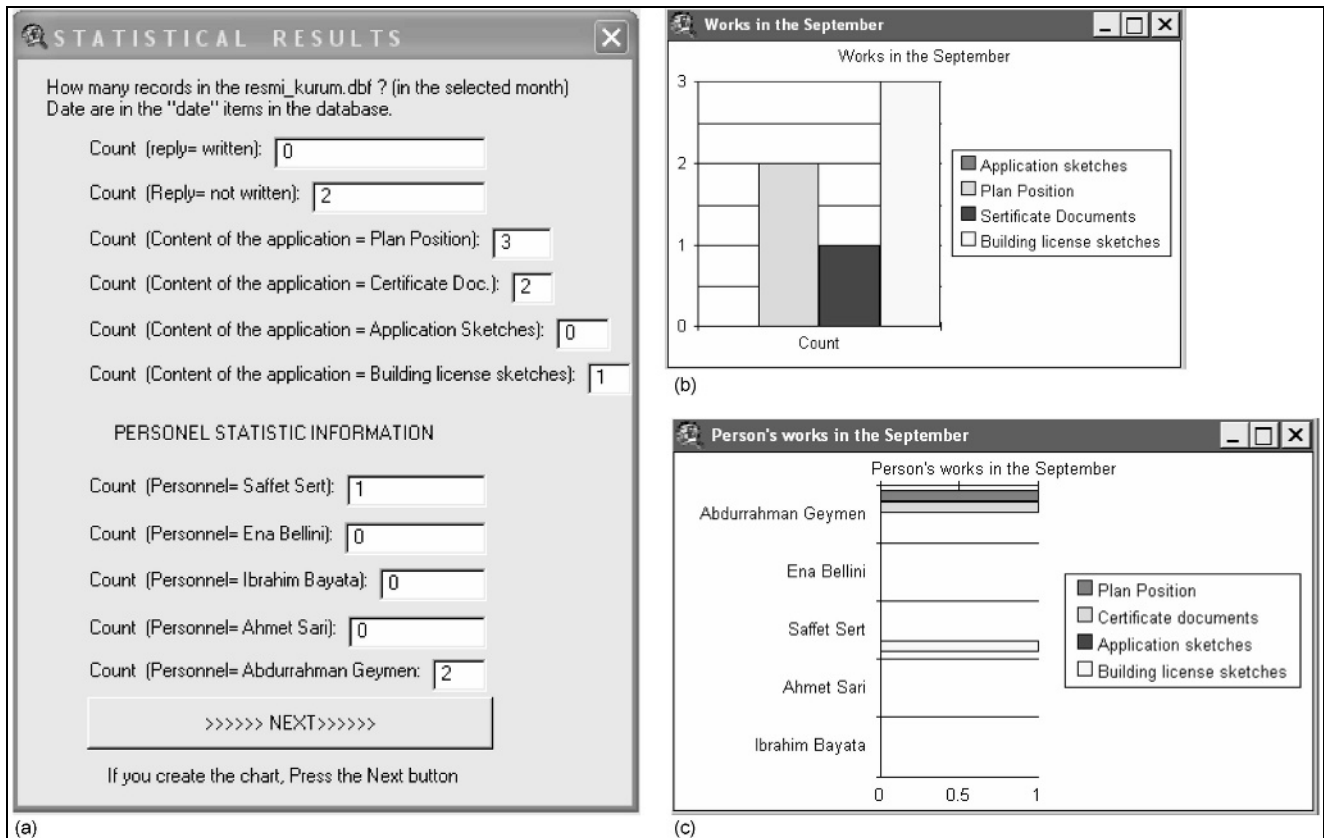 STATISTICAL RESULTS
How many records in the resmi_kurum.dbf ? (in the selected month)
Date are in the "date" items in the database.
Count (reply= written): 0
Count (Reply= not written): 2
Count (Content of the application = Plan Position): 3
Count (Content of the application = Certificate Doc.): 2
Count (Content of the application = Application Sketches): 0
Count (Content of the application = Building license sketches): 1
PERSONEL STATISTIC INFORMATION
Count (Personnel= Saffet Sert): 1
Count (Personnel= Ena Bellini): 0
Count (Personnel= Ibrahim Bayata): 0
Count (Personnel= Ahmet Sari): 0
Count (Personnel= Abdurrahman Geymen: 2
>>>>>> NEXT>>>>>>
If you create the chart, Press the Next button
(a)
Works in the September
Works in the September
3
2
1
0
Count
Application sketches
Plan Position
Sertificate Documents
Building license sketches
(b)
Person's works in the September
Person's works in the September
Abdurrahman Geymen
Ena Bellini
Saffet Sert
Ahmet Sari
Ibrahim Bayata
0 0.5 1
Plan Position
Certificate documents
Application sketches
Building license sketches
(c)